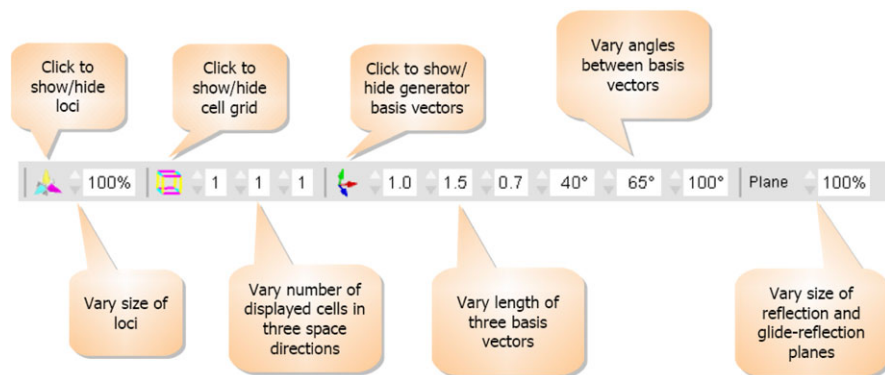 Click to
show/hide
loci
Click to
show/hide
cell grid
Click to show/
hide generator
basis vectors
Vary angles
between basis
vectors
100% 1 1 1 1.0 1.5 0.7 40° 65° 100° Plane 100%
Vary size of
loci
Vary number of
displayed cells in
three space
directions
Vary length of
three basis
vectors
Vary size of
reflection and
glide-reflection
planes